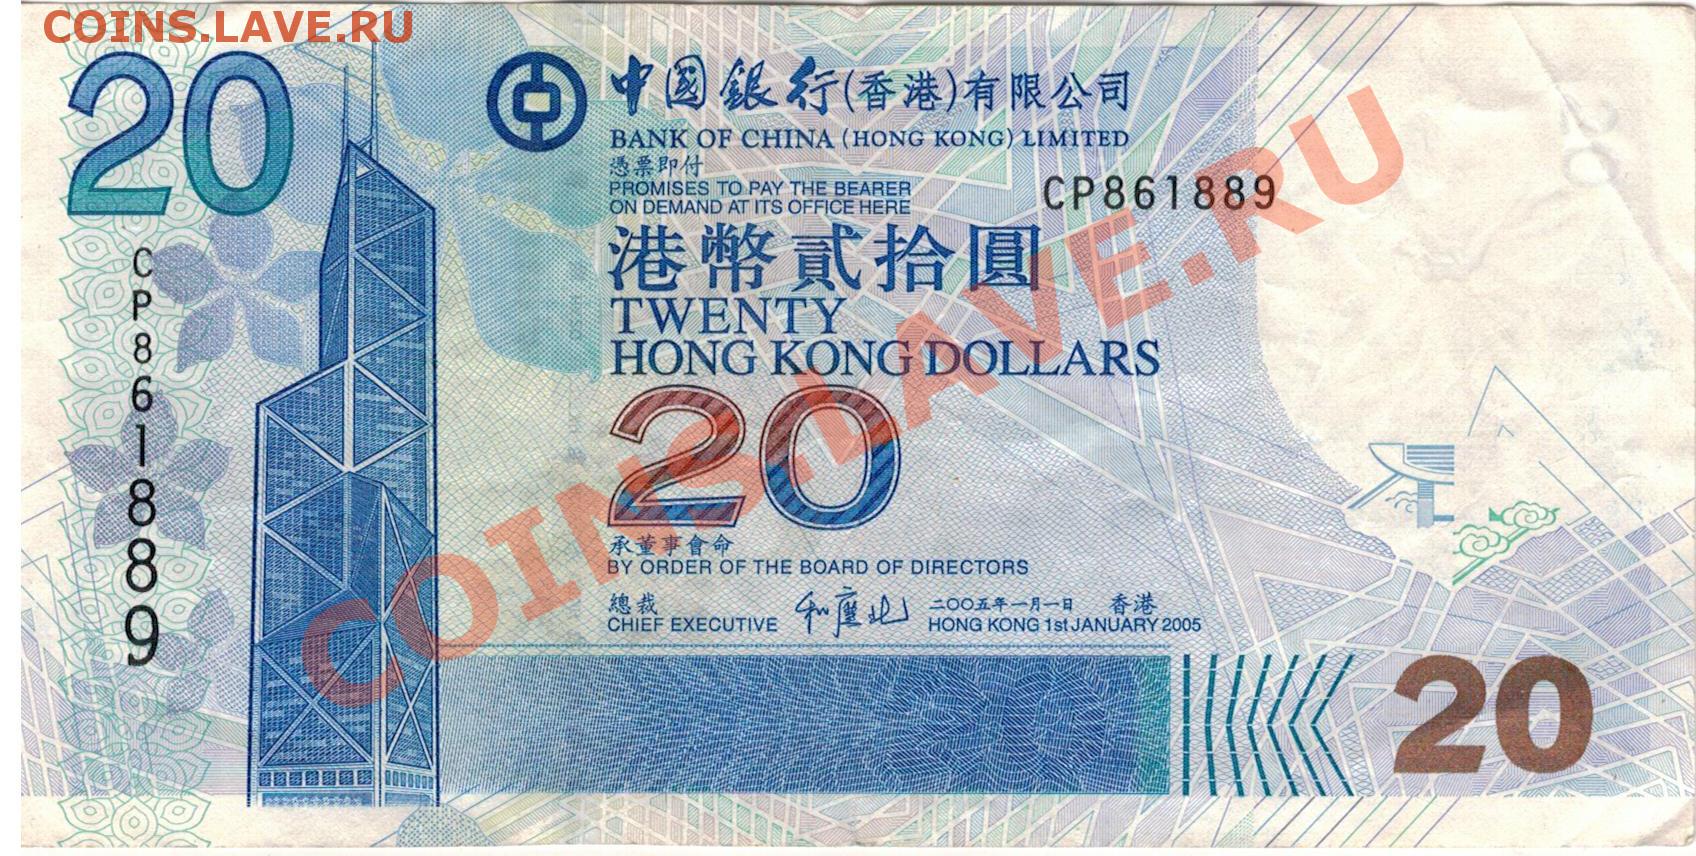 COINS.LAVE.RU
20
中國銀行(香港)有限公司
BANK OF CHINA (HONG KONG) LIMITED
憑票即付
PROMISES TO PAY THE BEARER
ON DEMAND AT ITS OFFICE HERE
CP861889
港幣貳拾圓
TWENTY
HONG KONG DOLLARS
20
CP861889
承董事會命
BY ORDER OF THE BOARD OF DIRECTORS
總裁
CHIEF EXECUTIVE
二〇〇五年一月一日 香港
HONG KONG 1st JANUARY 2005
20
COINS.LAVE.RU